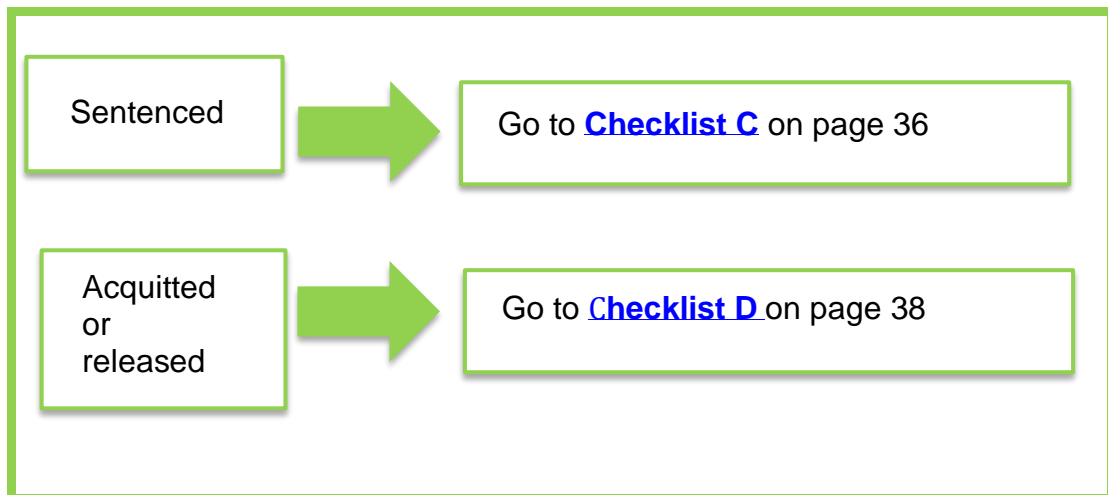 Sentenced
Go to Checklist C on page 36
Acquitted
or
released
Go to Checklist D on page 38